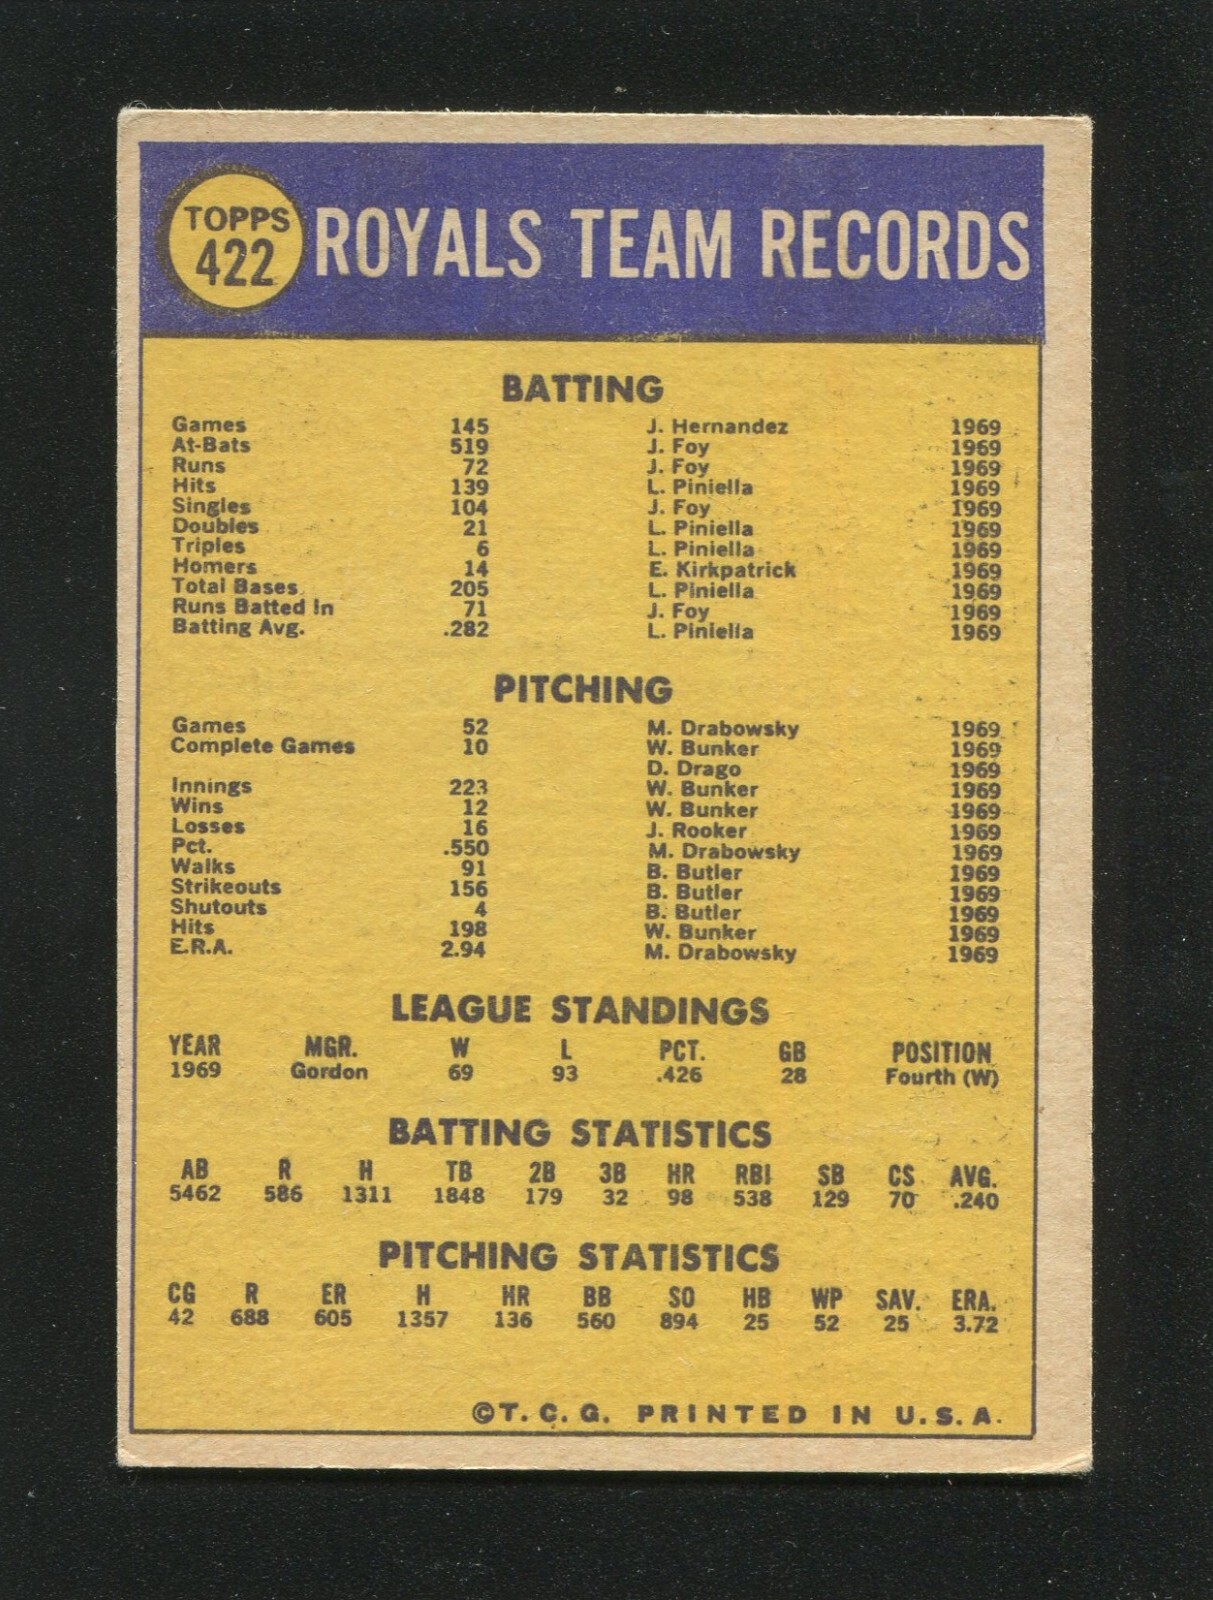 TOPPS
422
ROYALS TEAM RECORDS
BATTING
Games 145 J. Hernandez 1969
At-Bats 519 J. Foy 1969
Runs 72 J. Foy 1969
Hits 139 L. Piniella 1969
Singles 104 J. Foy 1969
Doubles 21 L. Piniella 1969
Triples 6 L. Piniella 1969
Homers 14 E. Kirkpatrick 1969
Total Bases 205 L. Piniella 1969
Runs Batted In 71 J. Foy 1969
Batting Avg. .282 L. Piniella 1969
PITCHING
Games 52 M. Drabowsky 1969
Complete Games 10 W. Bunker 1969
D. Drago 1969
Innings 223 W. Bunker 1969
Wins 12 W. Bunker 1969
Losses 16 J. Rooker 1969
Pct. .550 M. Drabowsky 1969
Walks 91 B. Butler 1969
Strikeouts 156 B. Butler 1969
Shutouts 4 B. Butler 1969
Hits 198 W. Bunker 1969
E.R.A. 2.94 M. Drabowsky 1969
LEAGUE STANDINGS
YEAR MGR. W L PCT. GB POSITION
1969 Gordon 69 93 .426 28 Fourth (W)
BATTING STATISTICS
AB R H TB 2B 3B HR RBI SB CS AVG.
5462 586 1311 1848 179 32 98 538 129 70 .240
PITCHING STATISTICS
CG R ER H HR BB SO HB WP SAV. ERA.
42 688 605 1357 136 560 894 25 52 25 3.72
©T. C. G. PRINTED IN U. S. A.